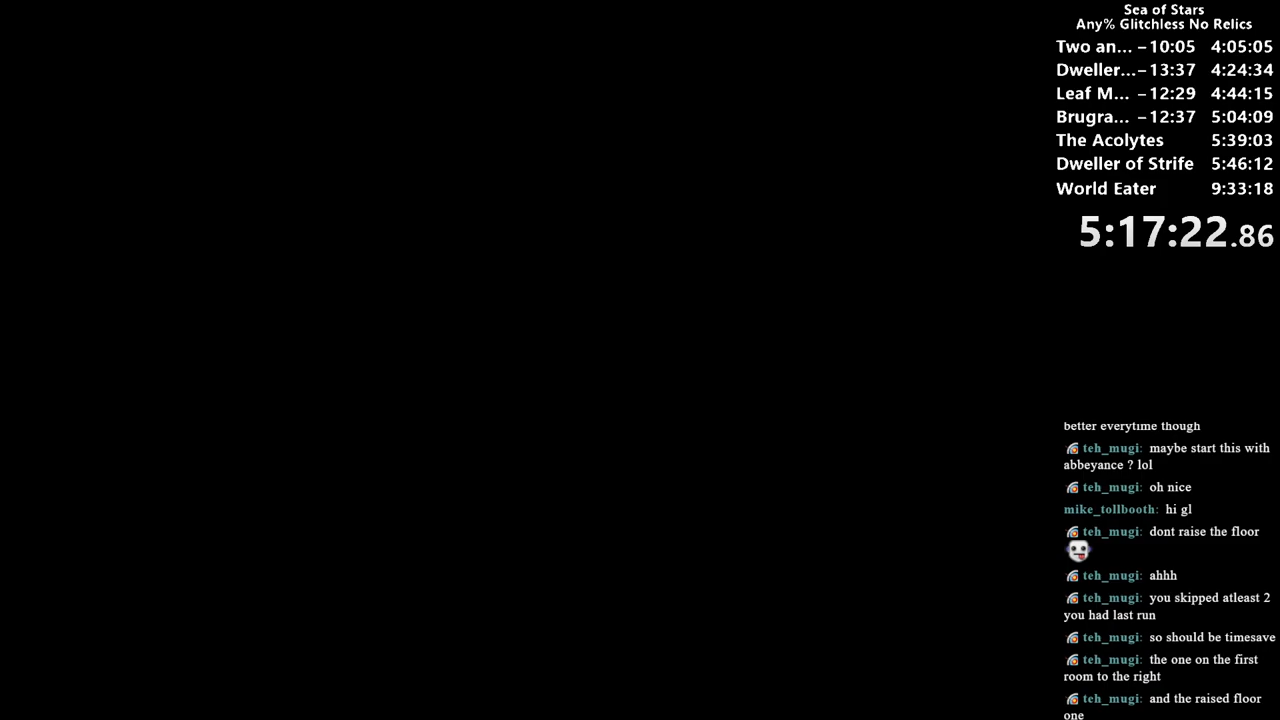 Sea of Stars
Any% Glitchless No Relics
Two an... −10:05 4:05:05
Dweller...−13:37 4:24:34
Leaf M... −12:29 4:44:15
Brugra... −12:37 5:04:09
The Acolytes 5:39:03
Dweller of Strife 5:46:12
World Eater 9:33:18
5:17:22.86
better everytime though
teh_mugi: maybe start this with
abbeyance ? lol
teh_mugi: oh nice
mike_tollbooth: hi gl
teh_mugi: dont raise the floor
teh_mugi: ahhh
teh_mugi: you skipped atleast 2
you had last run
teh_mugi: so should be timesave
teh_mugi: the one on the first
room to the right
teh_mugi: and the raised floor
one